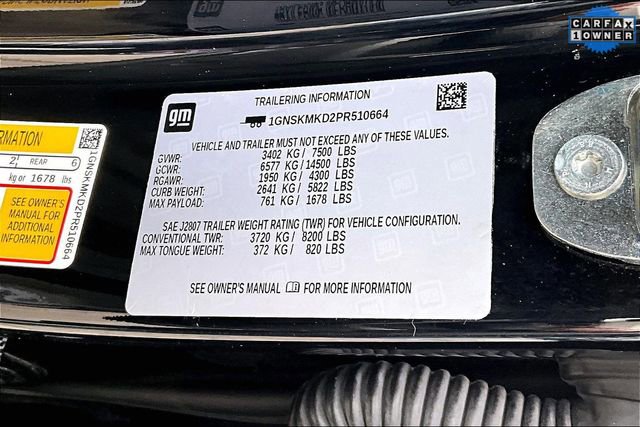 CARFAX
1 OWNER
gm
TRAILERING INFORMATION
1GNSKMKD2PR510664
VEHICLE AND TRAILER MUST NOT EXCEED ANY OF THESE VALUES.
GVWR: 3402 KG / 7500 LBS
GCWR: 6577 KG / 14500 LBS
RGAWR: 1950 KG / 4300 LBS
CURB WEIGHT: 2641 KG / 5822 LBS
MAX PAYLOAD: 761 KG / 1678 LBS
SAE J2807 TRAILER WEIGHT RATING (TWR) FOR VEHICLE CONFIGURATION.
CONVENTIONAL TWR: 3720 KG / 8200 LBS
MAX TONGUE WEIGHT: 372 KG / 820 LBS
SEE OWNER'S MANUAL FOR MORE INFORMATION
RMATION
2 REAR 6
kg or 1678 lbs
SEE OWNER'S
MANUAL FOR
ADDITIONAL
INFORMATION
1GNSKMKD2PR510664